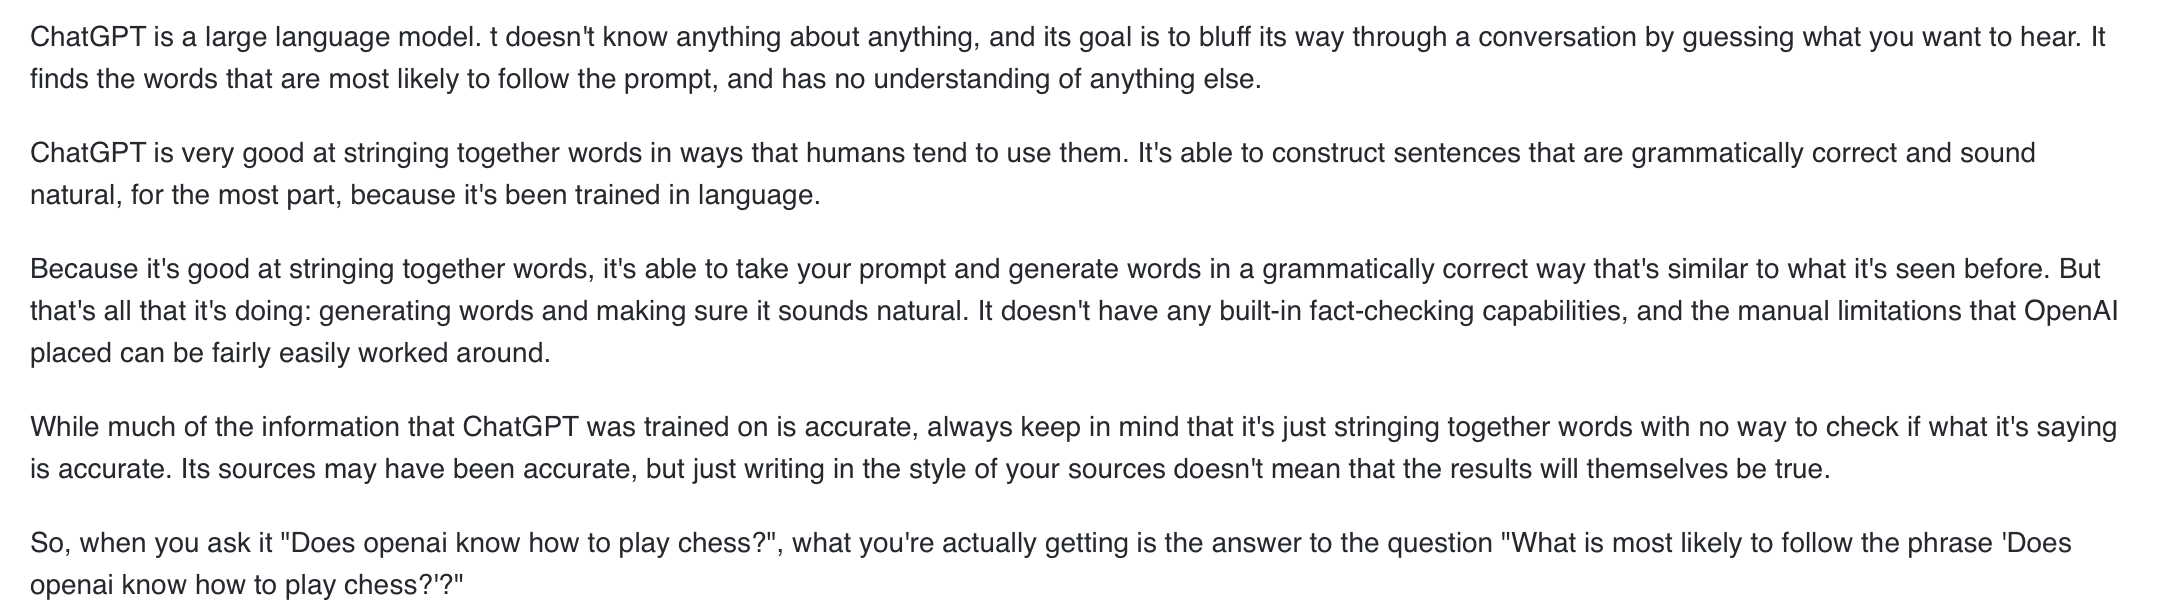 ChatGPT is a large language model. t doesn't know anything about anything, and its goal is to bluff its way through a conversation by guessing what you want to hear. It
finds the words that are most likely to follow the prompt, and has no understanding of anything else.
ChatGPT is very good at stringing together words in ways that humans tend to use them. It's able to construct sentences that are grammatically correct and sound
natural, for the most part, because it's been trained in language.
Because it's good at stringing together words, it's able to take your prompt and generate words in a grammatically correct way that's similar to what it's seen before. But
that's all that it's doing: generating words and making sure it sounds natural. It doesn't have any built-in fact-checking capabilities, and the manual limitations that OpenAI
placed can be fairly easily worked around.
While much of the information that ChatGPT was trained on is accurate, always keep in mind that it's just stringing together words with no way to check if what it's saying
is accurate. Its sources may have been accurate, but just writing in the style of your sources doesn't mean that the results will themselves be true.
So, when you ask it "Does openai know how to play chess?", what you're actually getting is the answer to the question "What is most likely to follow the phrase 'Does
openai know how to play chess?'?"